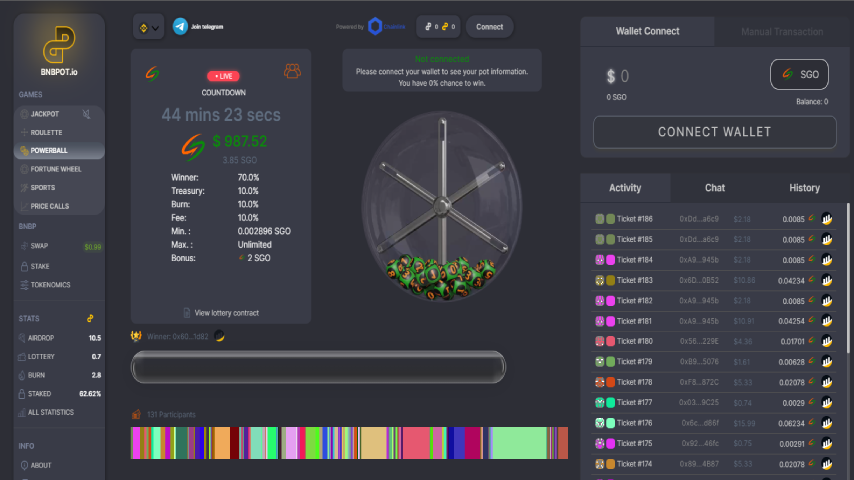 BNBPOT.io
GAMES
JACKPOT
ROULETTE
POWERBALL
FORTUNE WHEEL
SPORTS
PRICE CALLS
BNBP
SWAP $0.99
STAKE
TOKENOMICS
STATS
AIRDROP 10.5
LOTTERY 0.7
BURN 2.8
STAKED 62.62%
ALL STATISTICS
INFO
ABOUT
Join telegram
Powered by Chainlink
0 0
Connect
LIVE
COUNTDOWN
44 mins 23 secs
$ 987.52
3.85 SGO
Winner: 70.0%
Treasury: 10.0%
Burn: 10.0%
Fee: 10.0%
Min. : 0.002896 SGO
Max. : Unlimited
Bonus: 2 SGO
View lottery contract
Not connected
Please connect your wallet to see your pot information.
You have 0% chance to win.
Winner: 0x60...1d82
131 Participants
Wallet Connect
Manual Transaction
$ 0
SGO
0 SGO
Balance: 0
CONNECT WALLET
Activity Chat History
Ticket #186 0xDd...a6c9 $2.18 0.0085
Ticket #185 0xDd...a6c9 $2.18 0.0085
Ticket #184 0xA9...945b $2.18 0.0085
Ticket #183 0x6D...0B52 $10.86 0.04234
Ticket #182 0xA9...945b $2.18 0.0085
Ticket #181 0xA9...945b $10.91 0.04254
Ticket #180 0x56...229E $4.36 0.01701
Ticket #179 0xB9...5076 $1.61 0.00628
Ticket #178 0xF8...872C $5.33 0.02078
Ticket #177 0x03...9C25 $0.74 0.0029
Ticket #176 0x6c...d86f $15.99 0.06234
Ticket #175 0x92...46fc $0.75 0.00291
Ticket #174 0x89...4B87 $5.33 0.02078